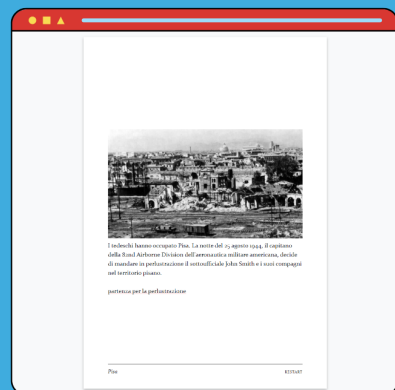 I tedeschi hanno occupato Pisa. La notte del 25 agosto 1944, il capitano
della 82nd Airborne Division dell'aeronautica militare americana, decide
di mandare in perlustrazione il sottoufficiale John Smith e i suoi compagni
nel territorio pisano.
partenza per la perlustrazione
Pisa